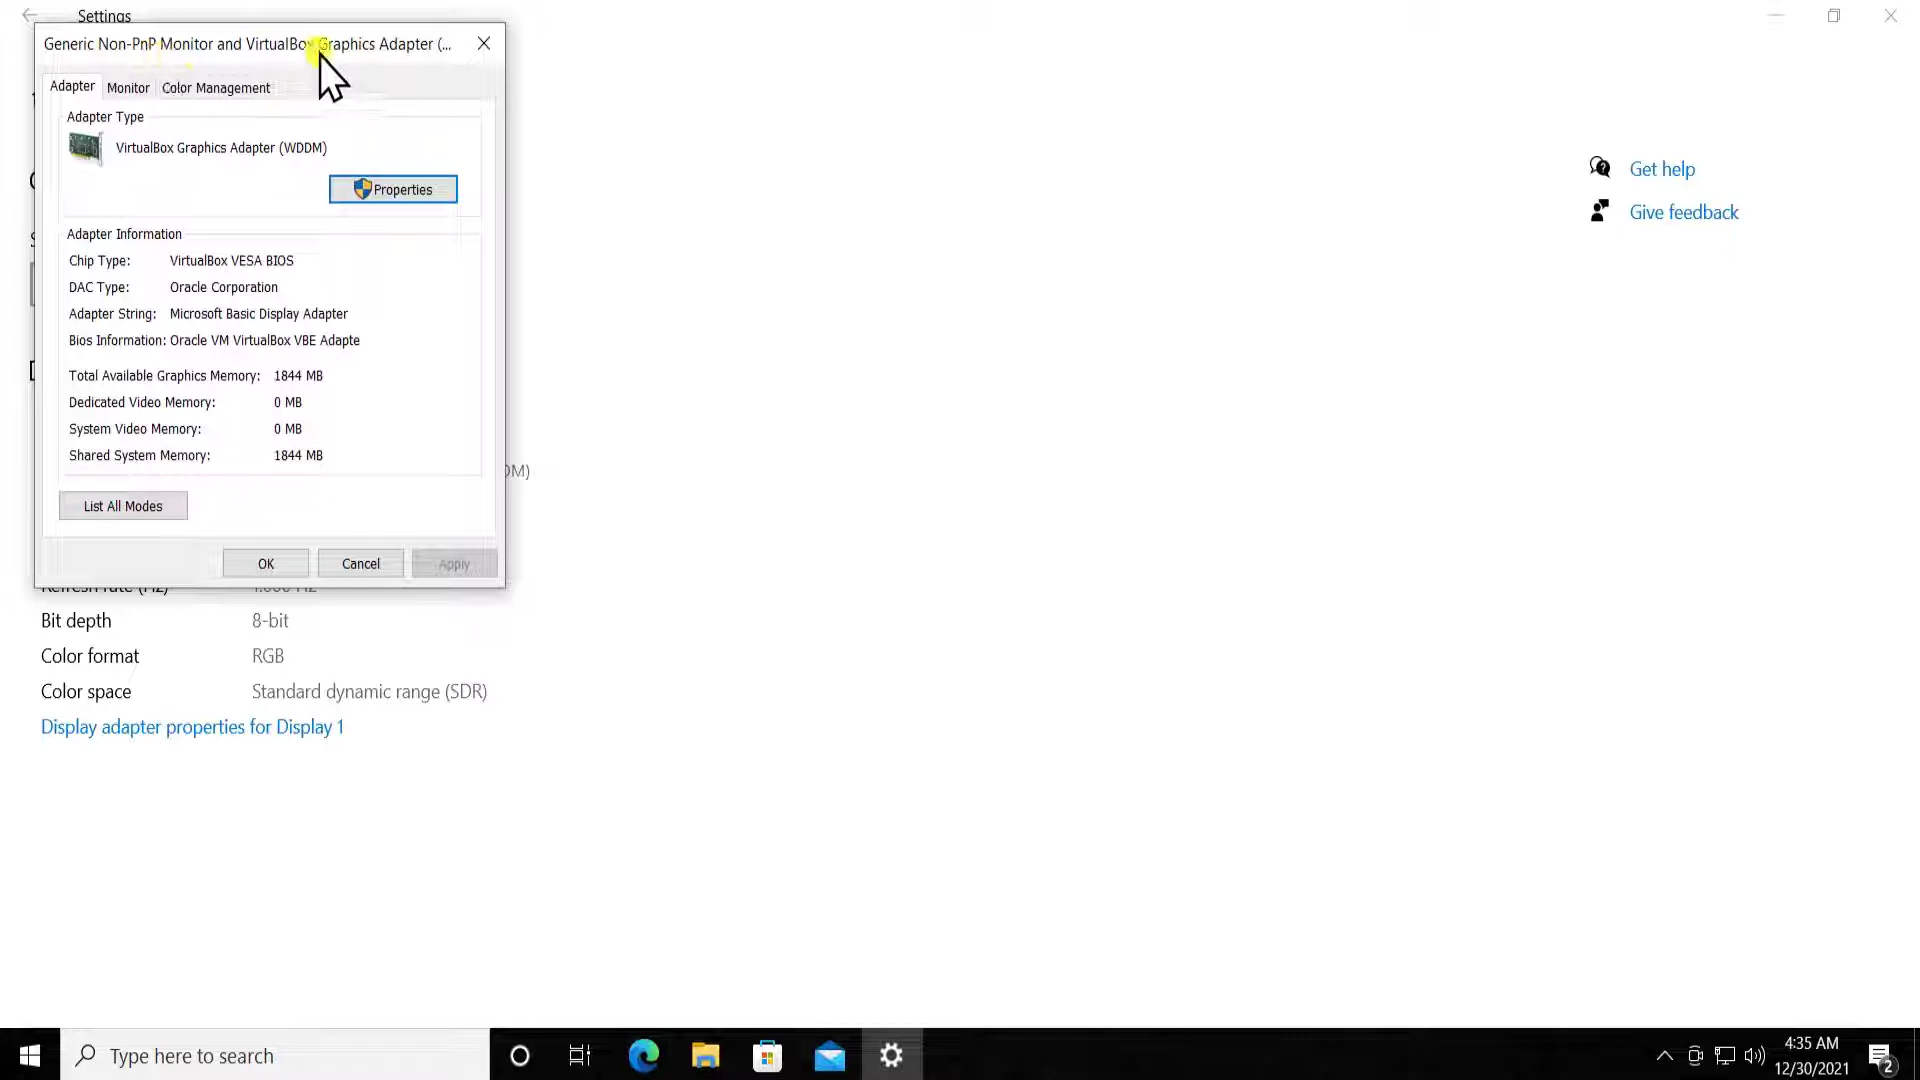 Settings
Generic Non-PnP Monitor and VirtualBox Graphics Adapter (...
Adapter
Monitor
Color Management
Adapter Type
VirtualBox Graphics Adapter (WDDM)
Properties
Adapter Information
Chip Type: VirtualBox VESA BIOS
DAC Type: Oracle Corporation
Adapter String: Microsoft Basic Display Adapter
Bios Information: Oracle VM VirtualBox VBE Adapte
Total Available Graphics Memory: 1844 MB
Dedicated Video Memory: 0 MB
System Video Memory: 0 MB
Shared System Memory: 1844 MB
List All Modes
OK
Cancel
Apply
Get help
Give feedback
DM)
Refresh rate (Hz)
Bit depth 8-bit
Color format RGB
Color space Standard dynamic range (SDR)
Display adapter properties for Display 1
Type here to search
4:35 AM
12/30/2021
2